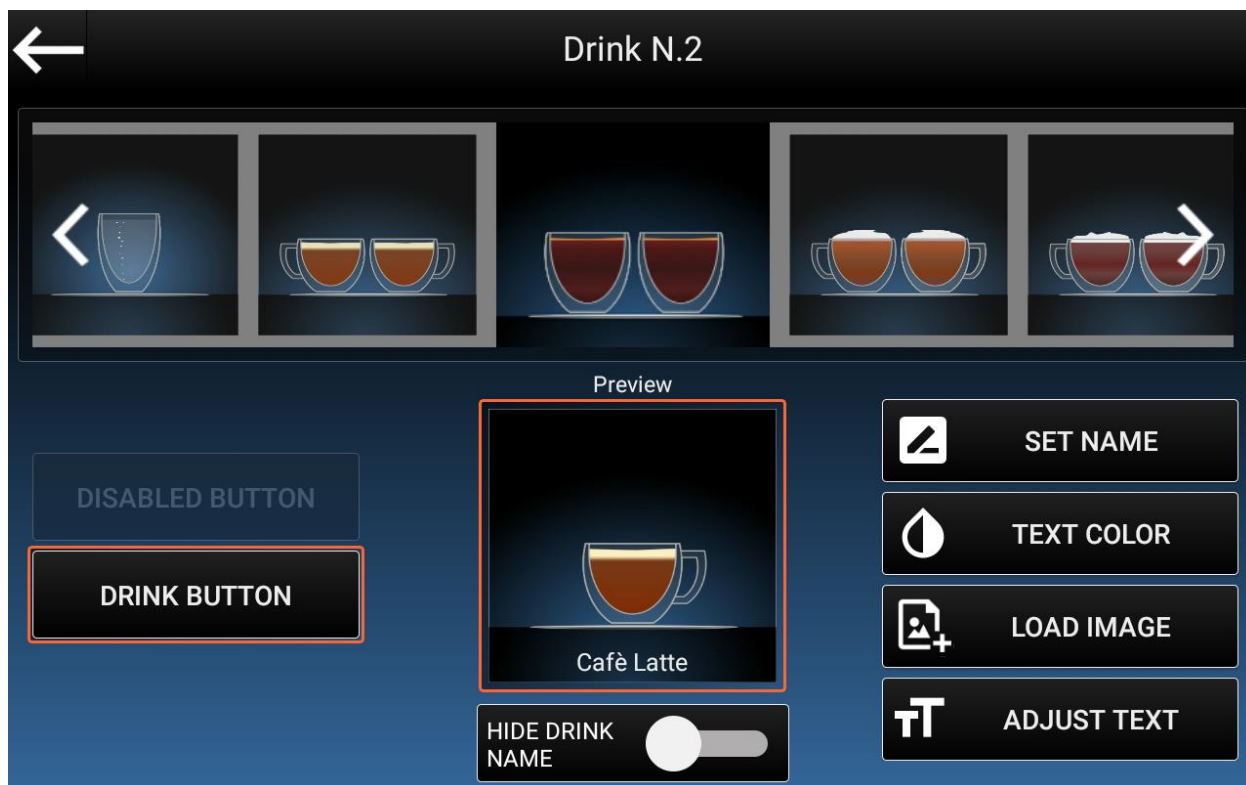 Drink N.2
Preview
DISABLED BUTTON
DRINK BUTTON
Cafè Latte
HIDE DRINK
NAME
SET NAME
TEXT COLOR
LOAD IMAGE
ADJUST TEXT